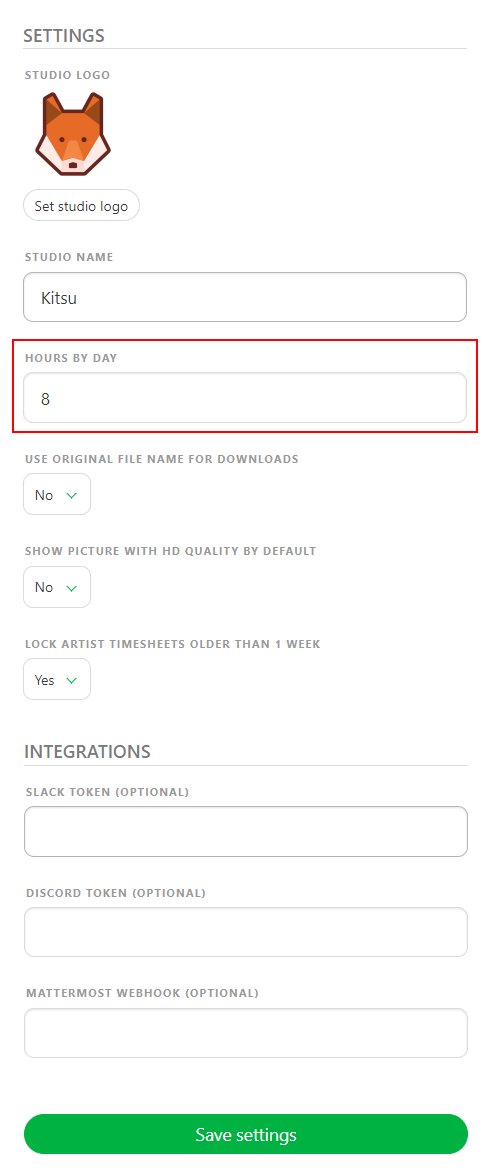 SETTINGS
STUDIO LOGO
Set studio logo
STUDIO NAME
Kitsu
HOURS BY DAY
8
USE ORIGINAL FILE NAME FOR DOWNLOADS
No
SHOW PICTURE WITH HD QUALITY BY DEFAULT
No
LOCK ARTIST TIMESHEETS OLDER THAN 1 WEEK
Yes
INTEGRATIONS
SLACK TOKEN (OPTIONAL)
DISCORD TOKEN (OPTIONAL)
MATTERMOST WEBHOOK (OPTIONAL)
Save settings